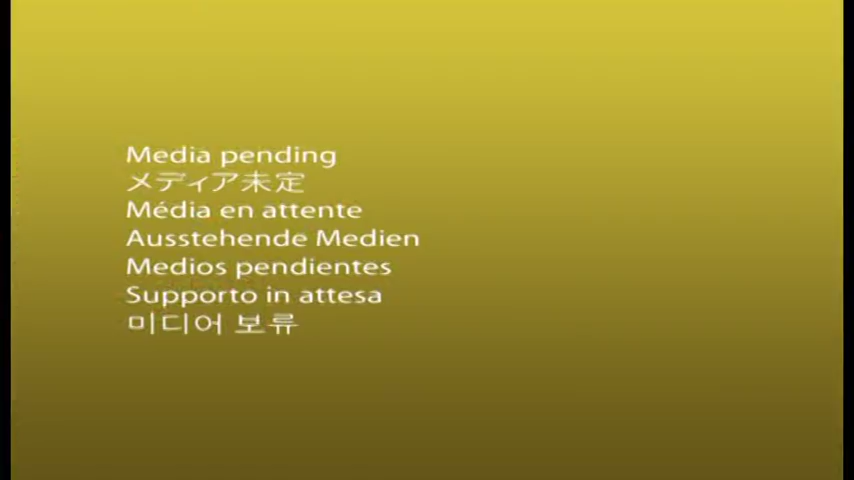 Media pending
メディア未定
Média en attente
Ausstehende Medien
Medios pendientes
Supporto in attesa
미디어 보류